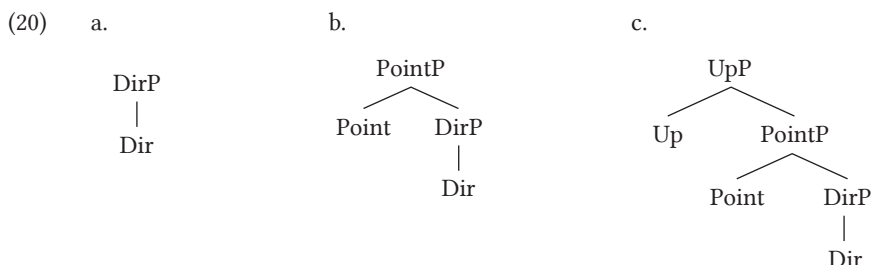 (20) a. b. c.
DirP PointP UpP
Dir Point DirP Up PointP
Dir Point DirP
Dir